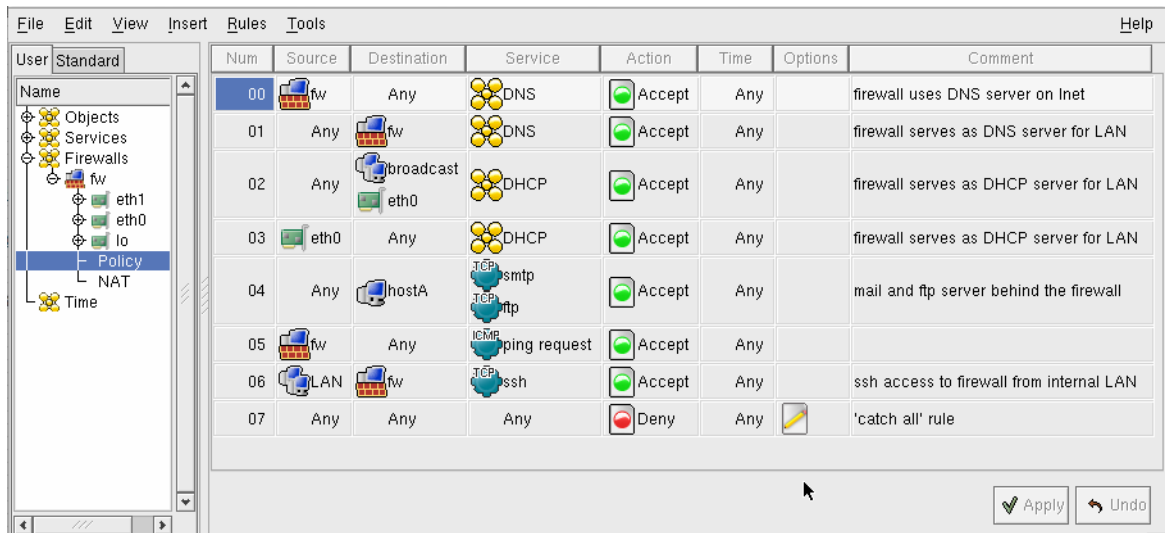 File Edit View Insert Rules Tools Help
User Standard
Name
Objects
Services
Firewalls
fw
eth1
eth0
lo
Policy
NAT
Time
Num Source Destination Service Action Time Options Comment
00 fw Any DNS Accept Any firewall uses DNS server on Inet
01 Any fw DNS Accept Any firewall serves as DNS server for LAN
02 Any broadcast eth0 DHCP Accept Any firewall serves as DHCP server for LAN
03 eth0 Any DHCP Accept Any firewall serves as DHCP server for LAN
04 Any hostA TCP smtp TCP ftp Accept Any mail and ftp server behind the firewall
05 fw Any ICMP ping request Accept Any
06 LAN fw TCP ssh Accept Any ssh access to firewall from internal LAN
07 Any Any Any Deny Any 'catch all' rule
Apply Undo